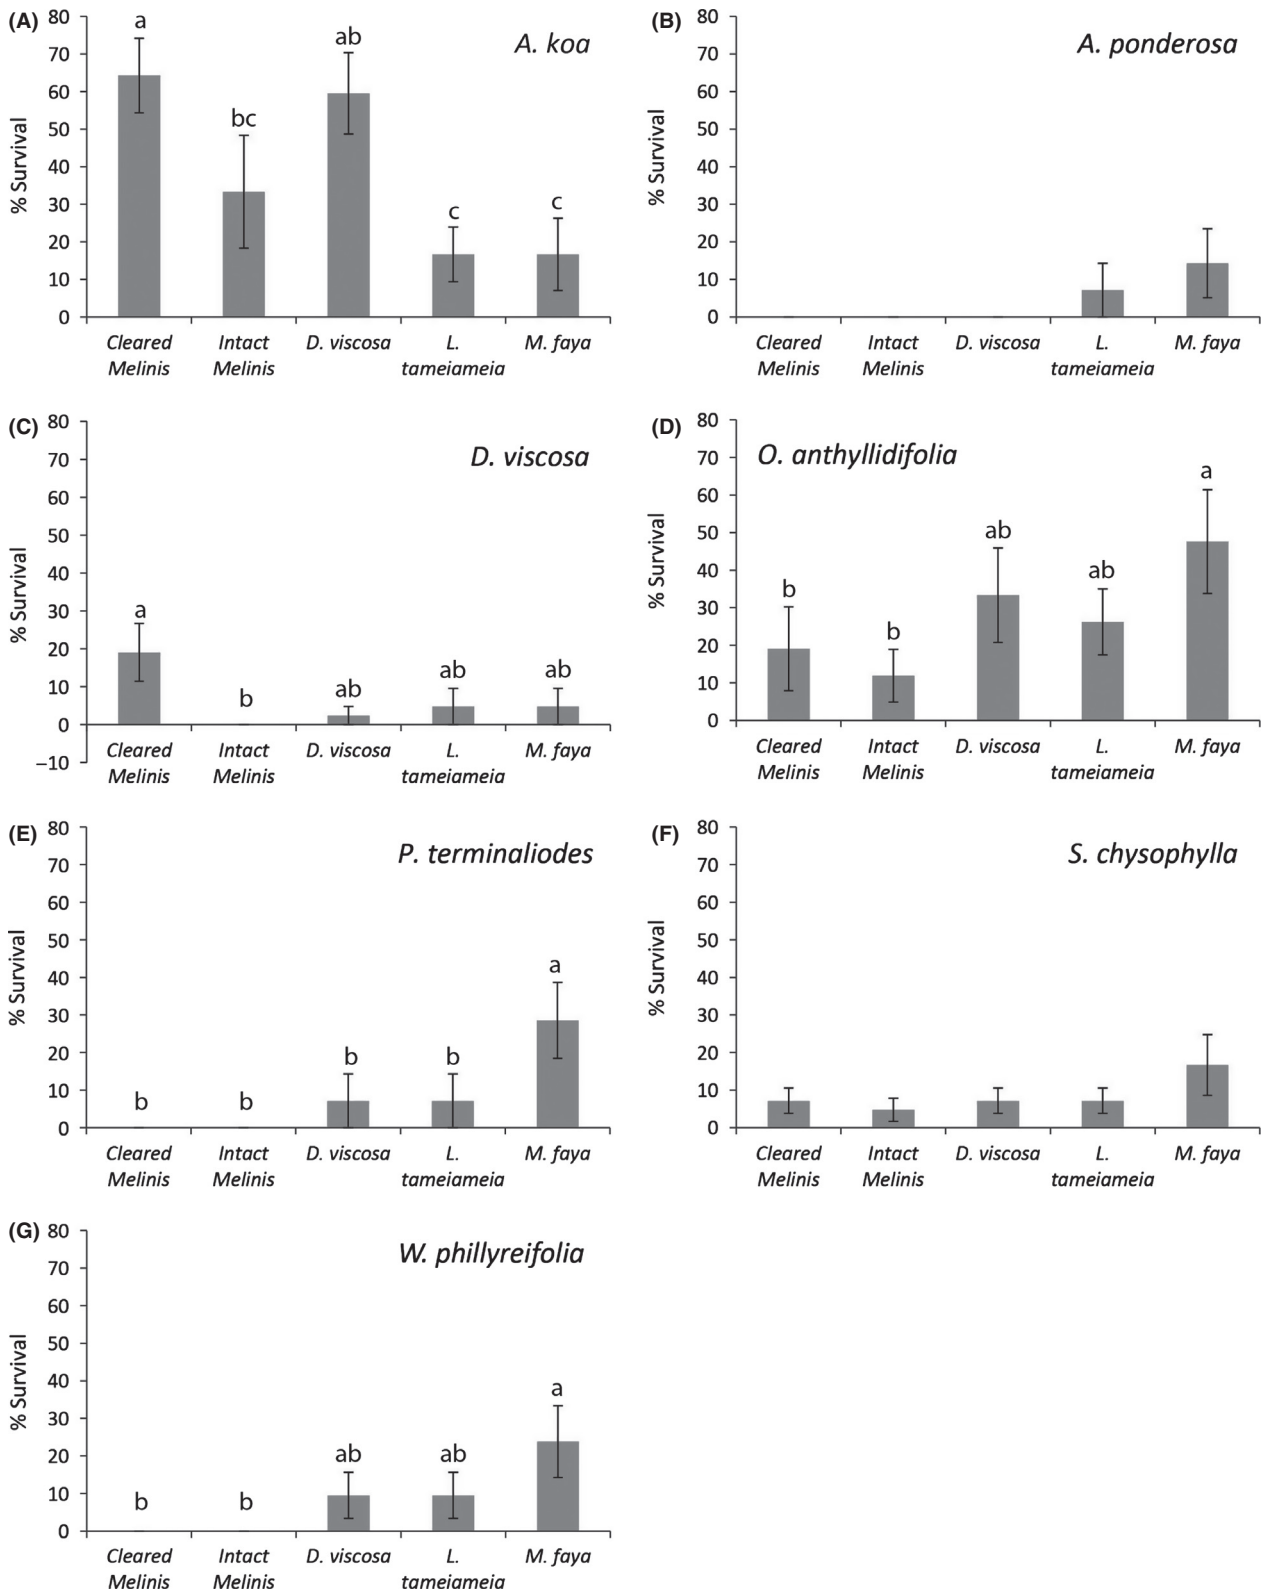 (A)
A. koa
% Survival
80
70
60
50
40
30
20
10
0
a
bc
ab
c
c
Cleared Melinis
Intact Melinis
D. viscosa
L. tameiameia
M. faya
(B)
A. ponderosa
% Survival
80
70
60
50
40
30
20
10
0
Cleared Melinis
Intact Melinis
D. viscosa
L. tameiameia
M. faya
(C)
D. viscosa
% Survival
80
70
60
50
40
30
20
10
0
–10
a
b
ab
ab
ab
Cleared Melinis
Intact Melinis
D. viscosa
L. tameiameia
M. faya
(D)
O. anthyllidifolia
% Survival
80
70
60
50
40
30
20
10
0
b
b
ab
ab
a
Cleared Melinis
Intact Melinis
D. viscosa
L. tameiameia
M. faya
(E)
P. terminaliodes
% Survival
80
70
60
50
40
30
20
10
0
b
b
b
b
a
Cleared Melinis
Intact Melinis
D. viscosa
L. tameiameia
M. faya
(F)
S. chysophylla
% Survival
80
70
60
50
40
30
20
10
0
Cleared Melinis
Intact Melinis
D. viscosa
L. tameiameia
M. faya
(G)
W. phillyreifolia
% Survival
80
70
60
50
40
30
20
10
0
b
b
ab
ab
a
Cleared Melinis
Intact Melinis
D. viscosa
L. tameiameia
M. faya